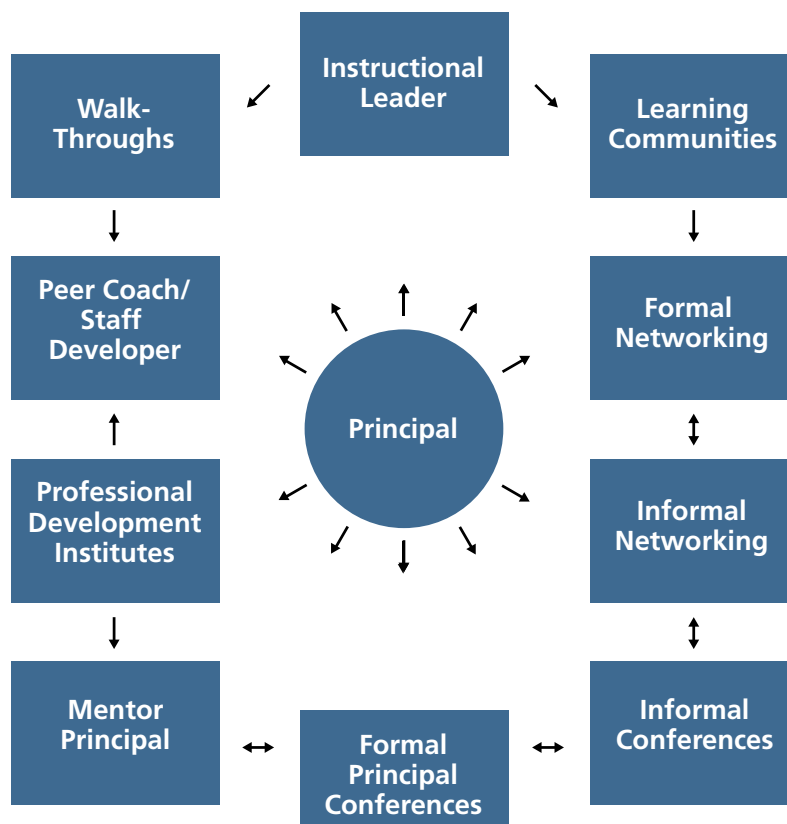 Instructional
Leader
Walk-
Throughs
Learning
Communities
Peer Coach/
Staff
Developer
Formal
Networking
Principal
Professional
Development
Institutes
Informal
Networking
Mentor
Principal
Formal
Principal
Conferences
Informal
Conferences